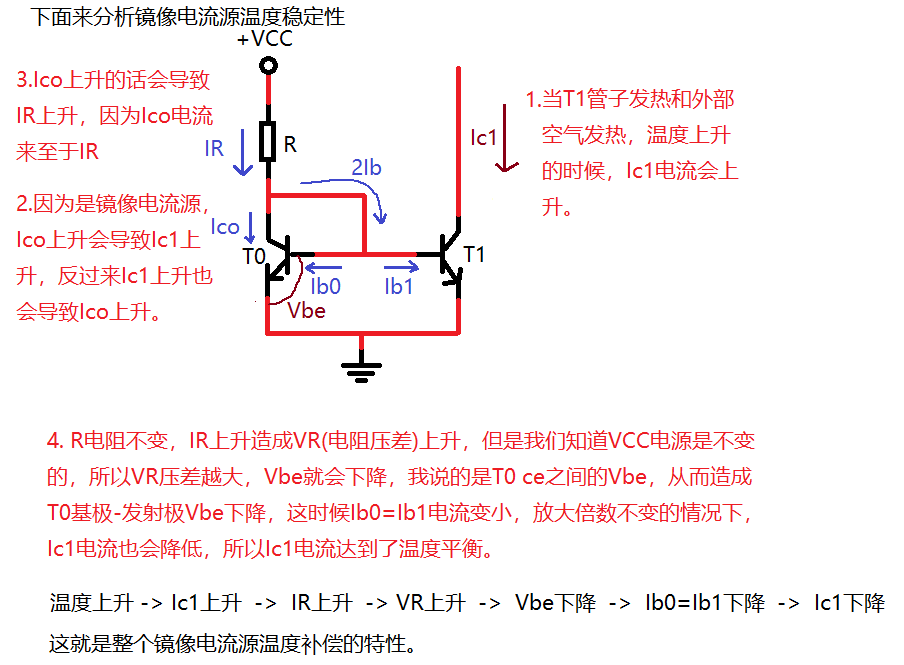 下面来分析镜像电流源温度稳定性
+VCC
3.Ico上升的话会导致
IR上升，因为Ico电流
来至于IR
1.当T1管子发热和外部
空气发热，温度上升
的时候，Ic1电流会上
升。
Ic1
IR
R
2Ib
2.因为是镜像电流源，
Ico上升会导致Ic1上
升，反过来Ic1上升也
会导致Ico上升。
Ico
T0
T1
Ib0
Ib1
Vbe
4. R电阻不变，IR上升造成VR(电阻压差)上升，但是我们知道VCC电源是不变
的，所以VR压差越大，Vbe就会下降，我说的是T0 ce之间的Vbe，从而造成
T0基极-发射极Vbe下降，这时候Ib0=Ib1电流变小，放大倍数不变的情况下，
Ic1电流也会降低，所以Ic1电流达到了温度平衡。
温度上升 -> Ic1上升 -> IR上升 -> VR上升 -> Vbe下降 -> Ib0=Ib1下降 -> Ic1下降
这就是整个镜像电流源温度补偿的特性。